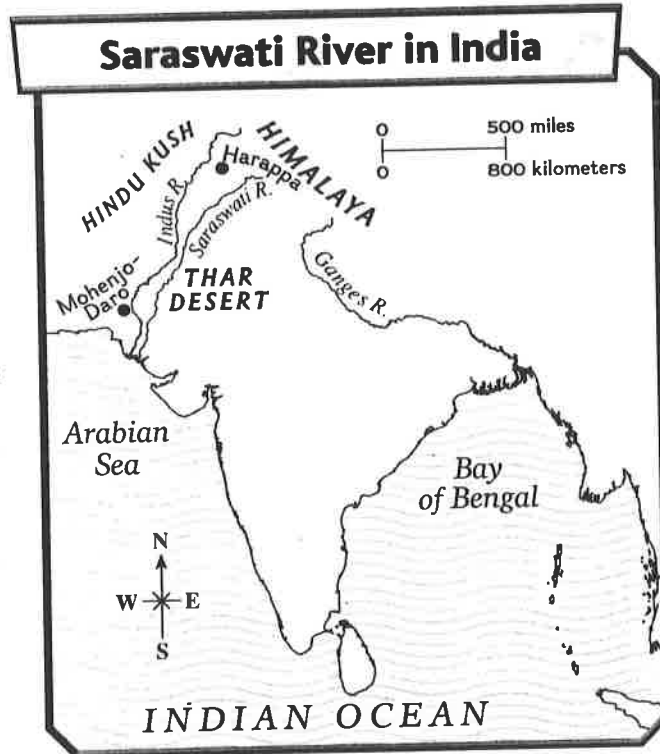 Saraswati River in India
0 500 miles
0 800 kilometers
HINDU KUSH
HIMALAYA
Harappa
Indus R.
Saraswati R.
THAR
DESERT
Mohenjo-
Daro
Ganges R.
Arabian
Sea
Bay
of Bengal
N
W E
S
INDIAN OCEAN